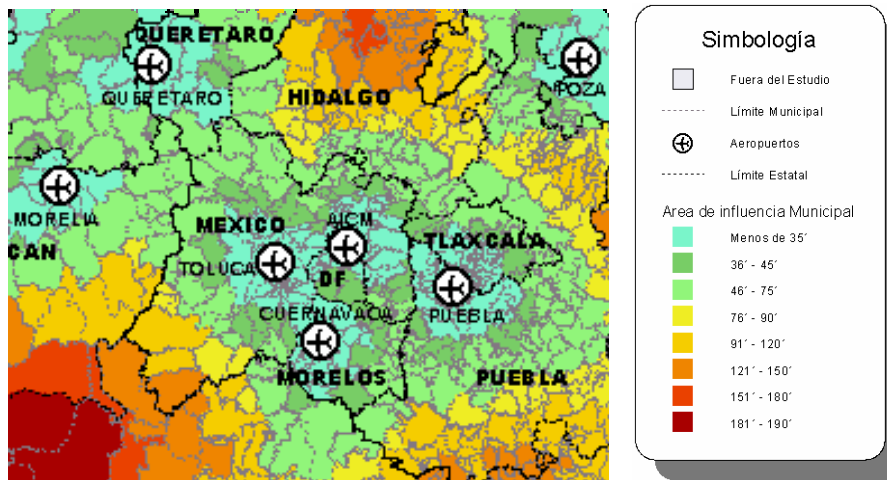 QUERETARO
QUERETARO
POZA
HIDALGO
MORELIA
CAN
MEXICO
AICM
TLAXCALA
TOLUCA
DF
CUERNAVACA
PUEBLA
MORELOS
PUEBLA
Simbología
Fuera del Estudio
Límite Municipal
Aeropuertos
Límite Estatal
Area de influencia Municipal
Menos de 35´
36´ - 45´
46´ - 75´
76´ - 90´
91´ - 120´
121´ - 150´
151´ - 180´
181´ - 190´